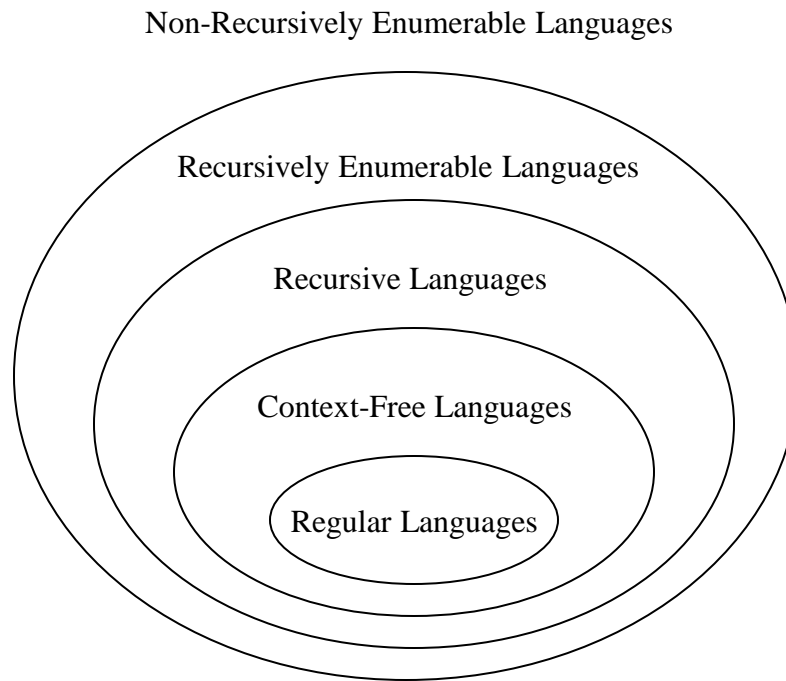 Non-Recursively Enumerable Languages
Recursively Enumerable Languages
Recursive Languages
Context-Free Languages
Regular Languages